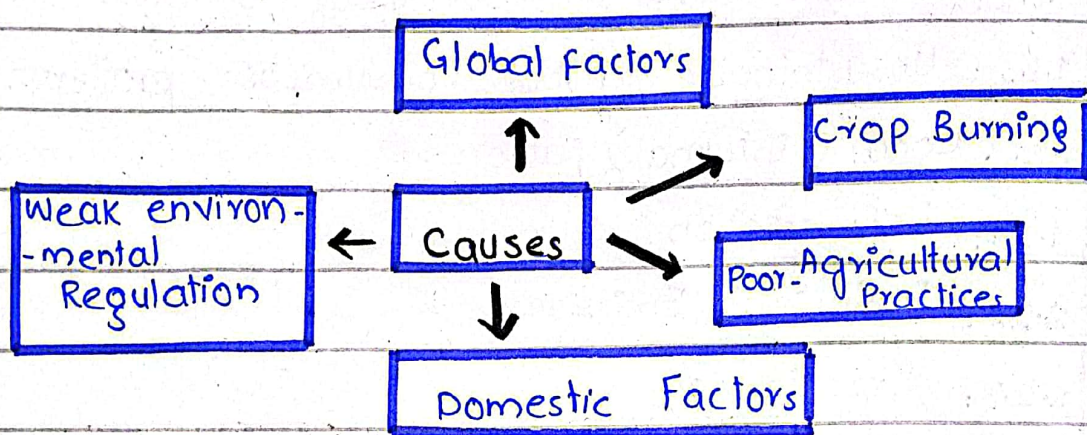 Global Factors
Crop Burning
Weak environ-
-mental
Regulation
Causes
Poor-Agricultural
Practices
Domestic Factors